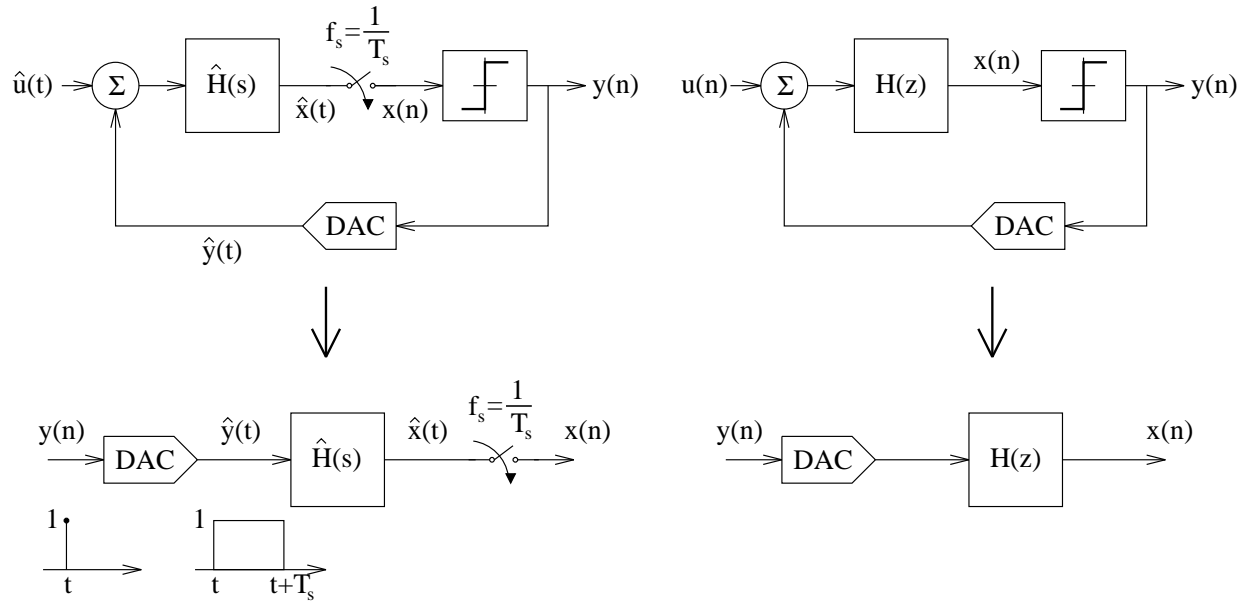 f_s = 1/T_s
û(t) Σ Ĥ(s) x̂(t) x(n) y(n)
DAC
ŷ(t)
u(n) Σ H(z) x(n) y(n)
DAC
f_s = 1/T_s
y(n) DAC ŷ(t) Ĥ(s) x̂(t) x(n)
1 t
1 t t+T_s
y(n) DAC H(z) x(n)